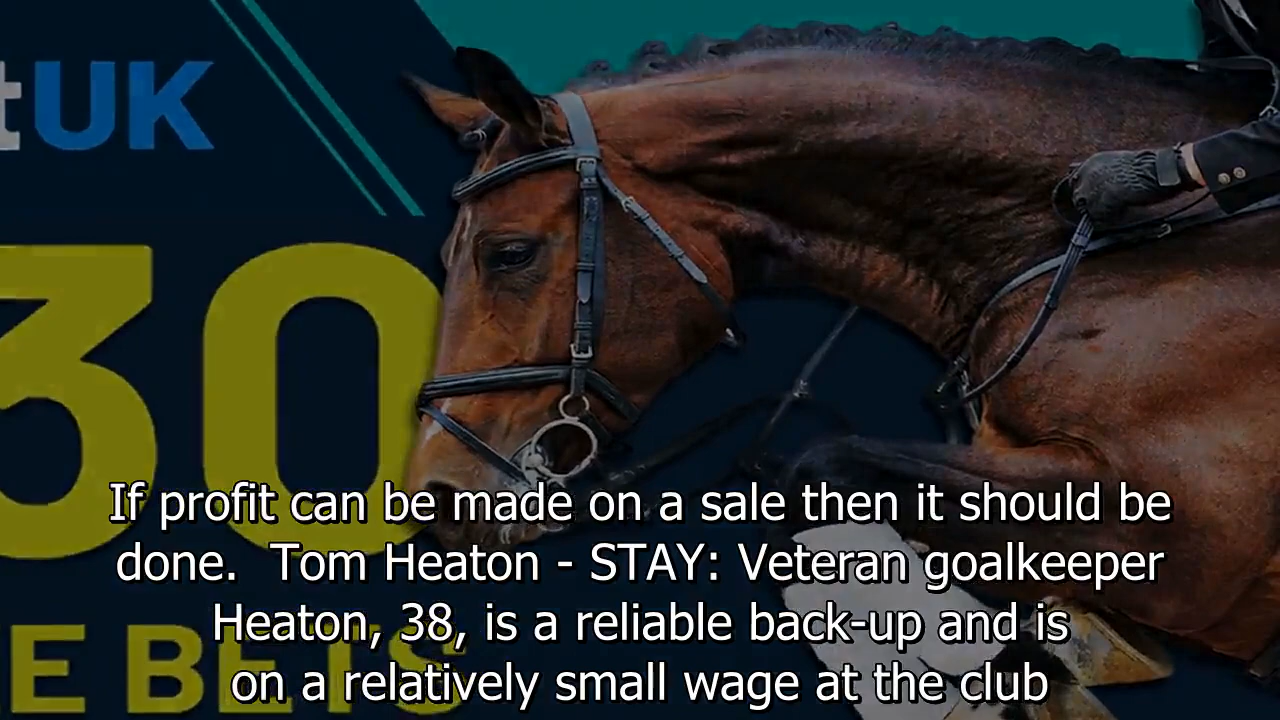 tUK
30
E BETS
If profit can be made on a sale then it should be
done.  Tom Heaton - STAY: Veteran goalkeeper
Heaton, 38, is a reliable back-up and is
on a relatively small wage at the club